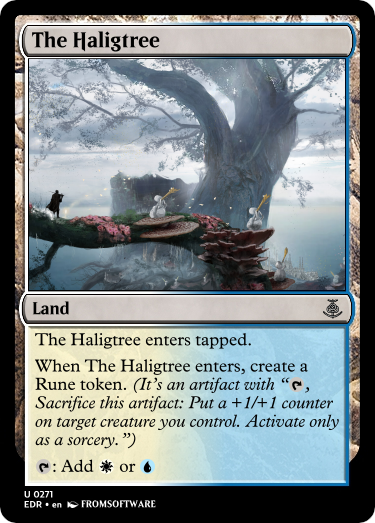 The Haligtree
Land
The Haligtree enters tapped.
When The Haligtree enters, create a
Rune token. (It's an artifact with “,
Sacrifice this artifact: Put a +1/+1 counter
on target creature you control. Activate only
as a sorcery.”)
: Add or
U 0271
EDR • en FROMSOFTWARE